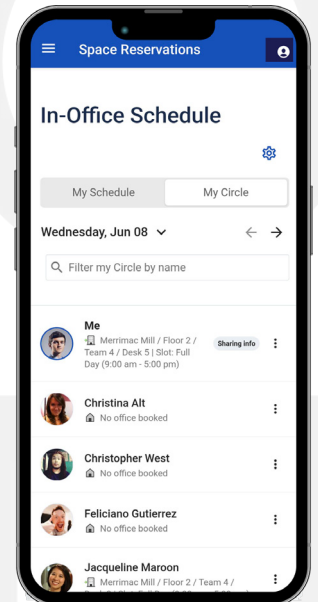 Space Reservations
In-Office Schedule
My Schedule
My Circle
Wednesday, Jun 08
Filter my Circle by name
Me
Merrimac Mill / Floor 2 /
Team 4 / Desk 5 | Slot: Full
Day (9:00 am - 5:00 pm)
Sharing info
Christina Alt
No office booked
Christopher West
No office booked
Feliciano Gutierrez
No office booked
Jacqueline Maroon
Merrimac Mill / Floor 2 / Team 4 /